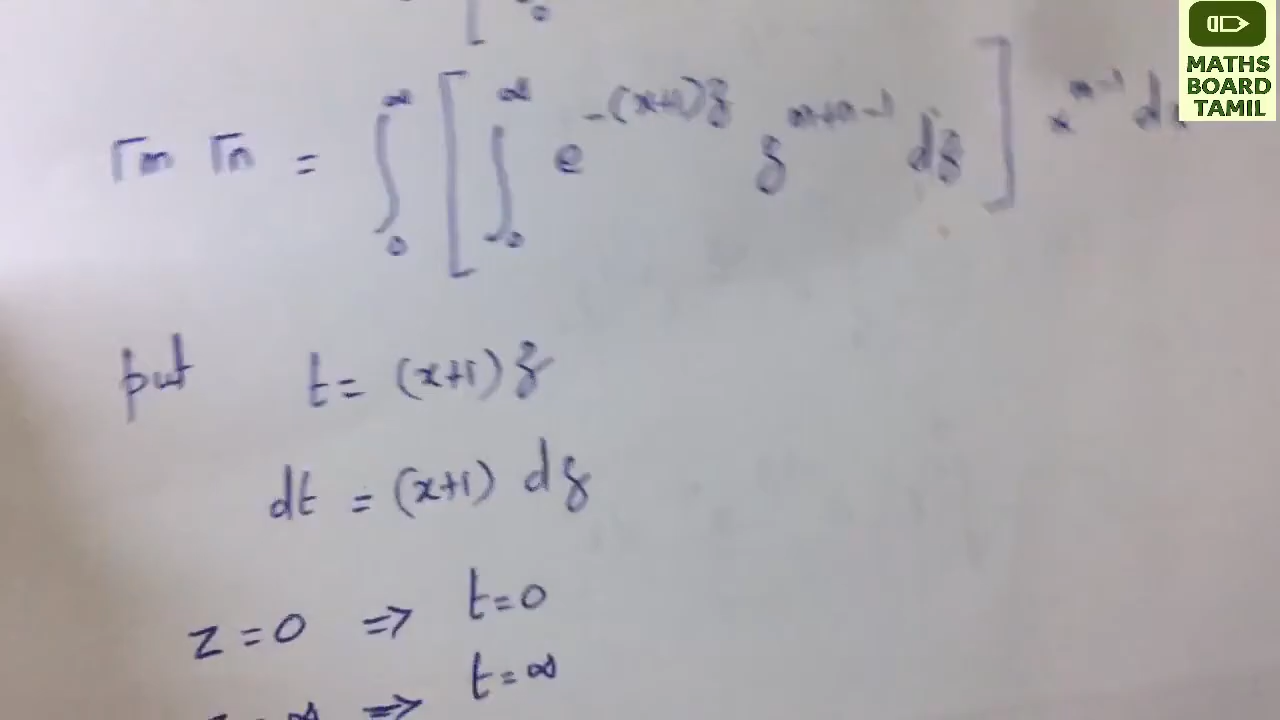 Γm Γn = ∫₀^∞ [ ∫₀^∞ e^{-(x+1)z} z^{m+n-1} dz ] x^{m-1} dx
put t = (x+1) z
dt = (x+1) dz
z = 0 => t = 0
z = ∞ => t = ∞
MATHS
BOARD
TAMIL